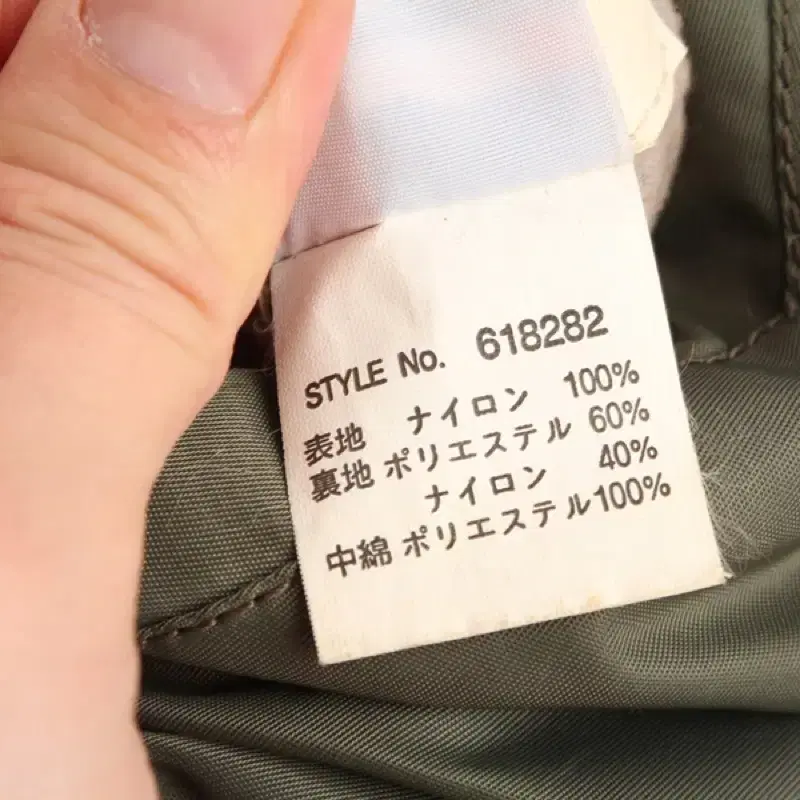 STYLE No. 618282
表地 ナイロン 100%
裏地 ポリエステル 60%
ナイロン 40%
中綿 ポリエステル100%